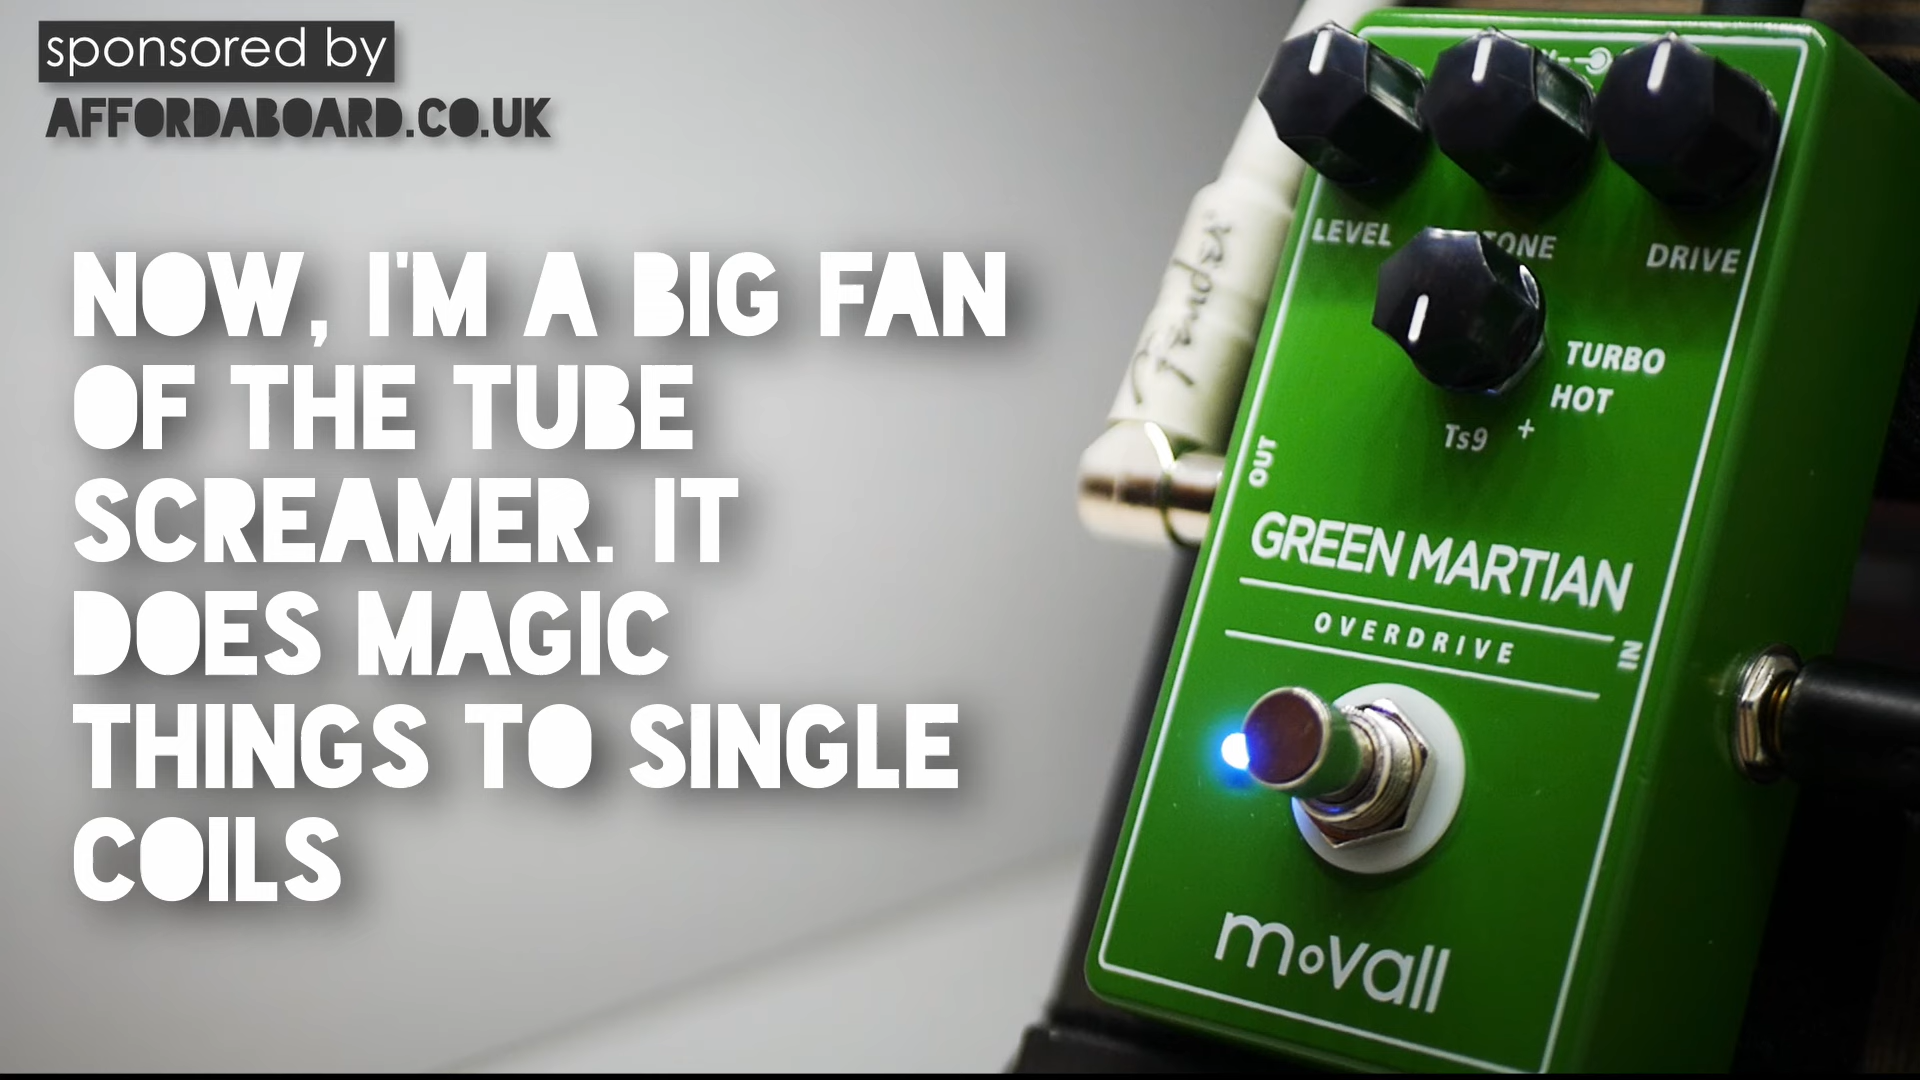 sponsored by
AFFORDABOARD.CO.UK
NOW, I'M A BIG FAN
OF THE TUBE
SCREAMER. IT
DOES MAGIC
THINGS TO SINGLE
COILS
LEVEL TONE DRIVE
TURBO
HOT
+
Ts9
OUT
GREEN MARTIAN
OVERDRIVE
IN
movall